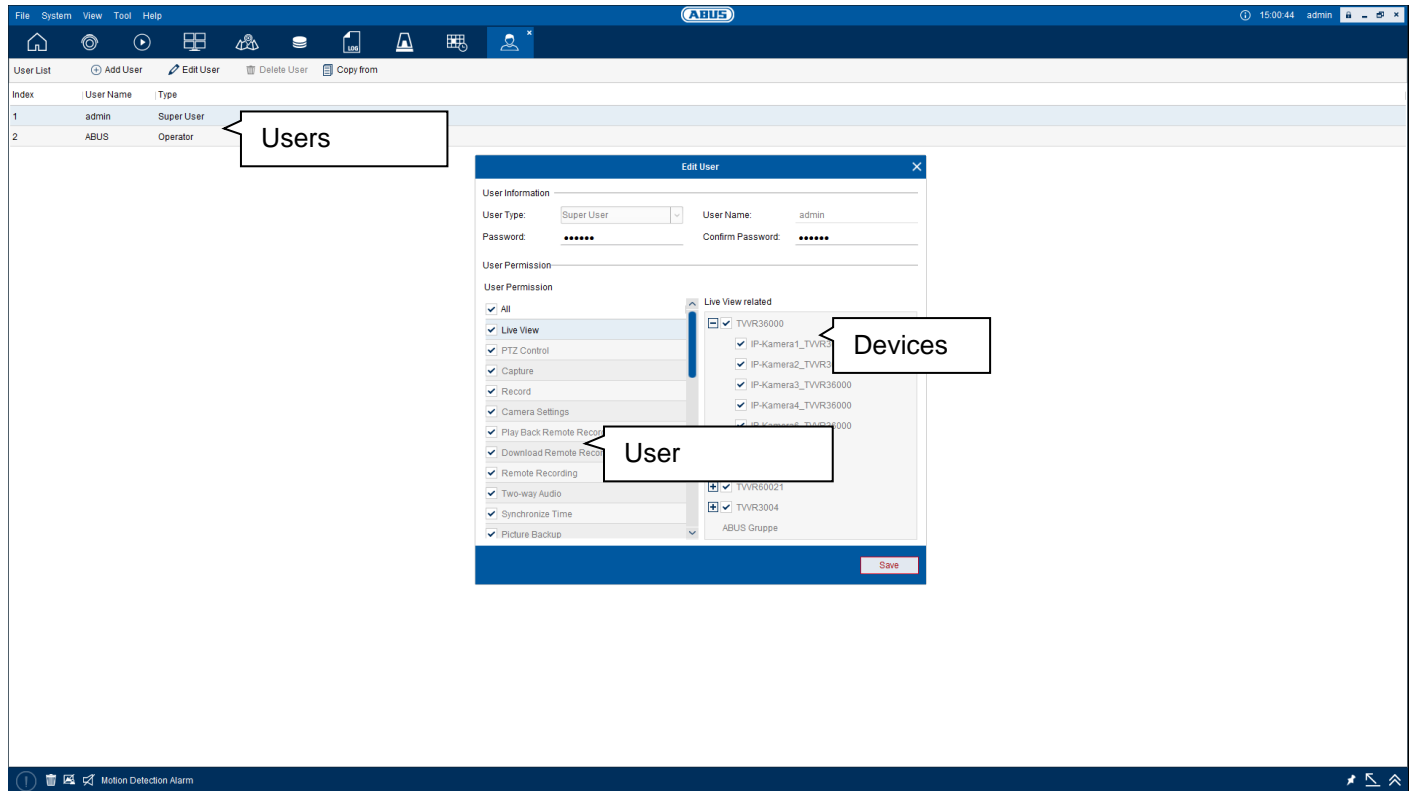 File System View Tool Help ABUS 15:00:44 admin
LOG
User List Add User Edit User Delete User Copy from
Index User Name Type
1 admin Super User
2 ABUS Operator
Users
Edit User
User Information
User Type: Super User User Name: admin
Password: •••••• Confirm Password: ••••••
User Permission
User Permission
Live View related
All
Live View
PTZ Control
Capture
Record
Camera Settings
Play Back Remote Recor
Download Remote Recor
Remote Recording
Two-way Audio
Synchronize Time
Picture Backup
TVVR36000
IP-Kamera1_TVVR3
IP-Kamera2_TVVR3
IP-Kamera3_TVVR36000
IP-Kamera4_TVVR36000
TVVR60021
TVVR3004
ABUS Gruppe
Devices
User
Save
Motion Detection Alarm